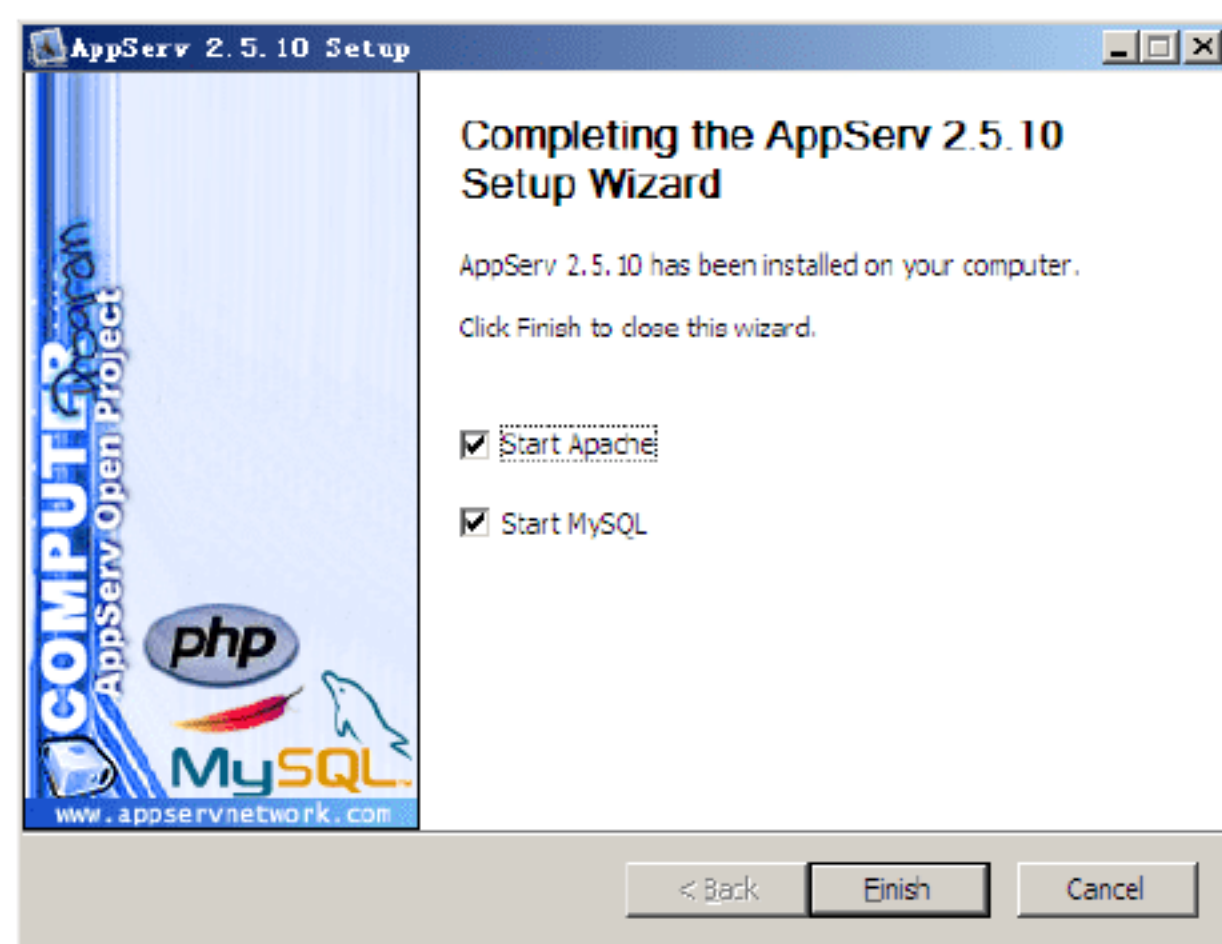 AppServ 2.5.10 Setup
Completing the AppServ 2.5.10
Setup Wizard
AppServ 2.5.10 has been installed on your computer.
Click Finish to close this wizard.
Start Apache
Start MySQL
COMPUTER
Program
AppServ Open Project
php
MySQL
www.appservnetwork.com
< Back
Finish
Cancel